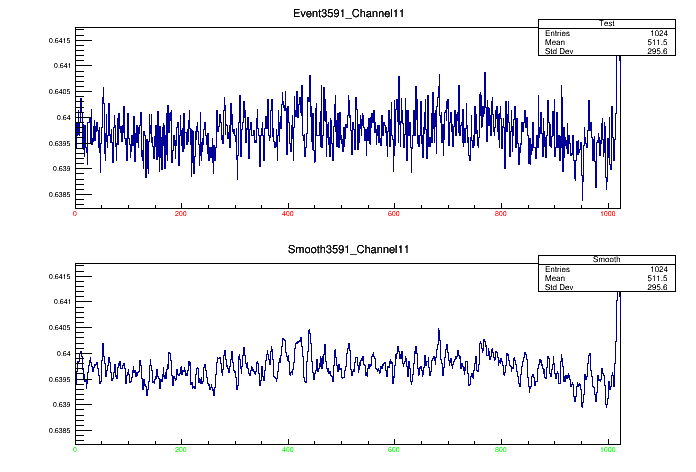 Event3591_Channel11
Test
Entries 1024
Mean 511.5
Std Dev 295.6
0.6415
0.641
0.6405
0.64
0.6395
0.639
0.6385
0 200 400 600 800 1000
Smooth3591_Channel11
Smooth
Entries 1024
Mean 511.5
Std Dev 295.6
0.6415
0.641
0.6405
0.64
0.6395
0.639
0.6385
0 200 400 600 800 1000